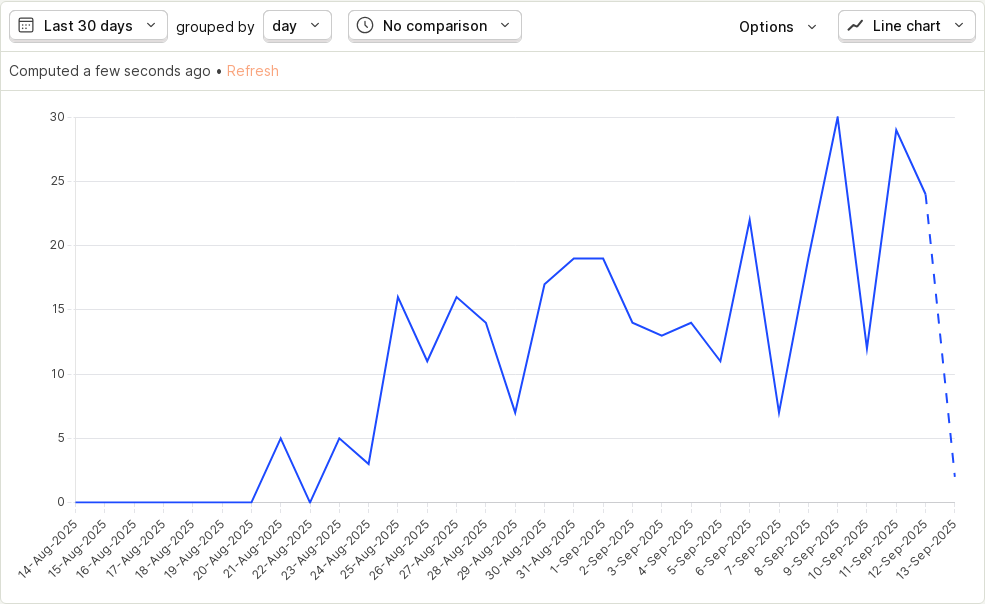 Last 30 days grouped by day No comparison Options Line chart
Computed a few seconds ago • Refresh
30
25
20
15
10
5
0
14-Aug-2025
15-Aug-2025
16-Aug-2025
17-Aug-2025
18-Aug-2025
19-Aug-2025
20-Aug-2025
21-Aug-2025
22-Aug-2025
23-Aug-2025
24-Aug-2025
25-Aug-2025
26-Aug-2025
27-Aug-2025
28-Aug-2025
29-Aug-2025
30-Aug-2025
31-Aug-2025
1-Sep-2025
2-Sep-2025
3-Sep-2025
4-Sep-2025
5-Sep-2025
6-Sep-2025
7-Sep-2025
8-Sep-2025
9-Sep-2025
10-Sep-2025
11-Sep-2025
12-Sep-2025
13-Sep-2025